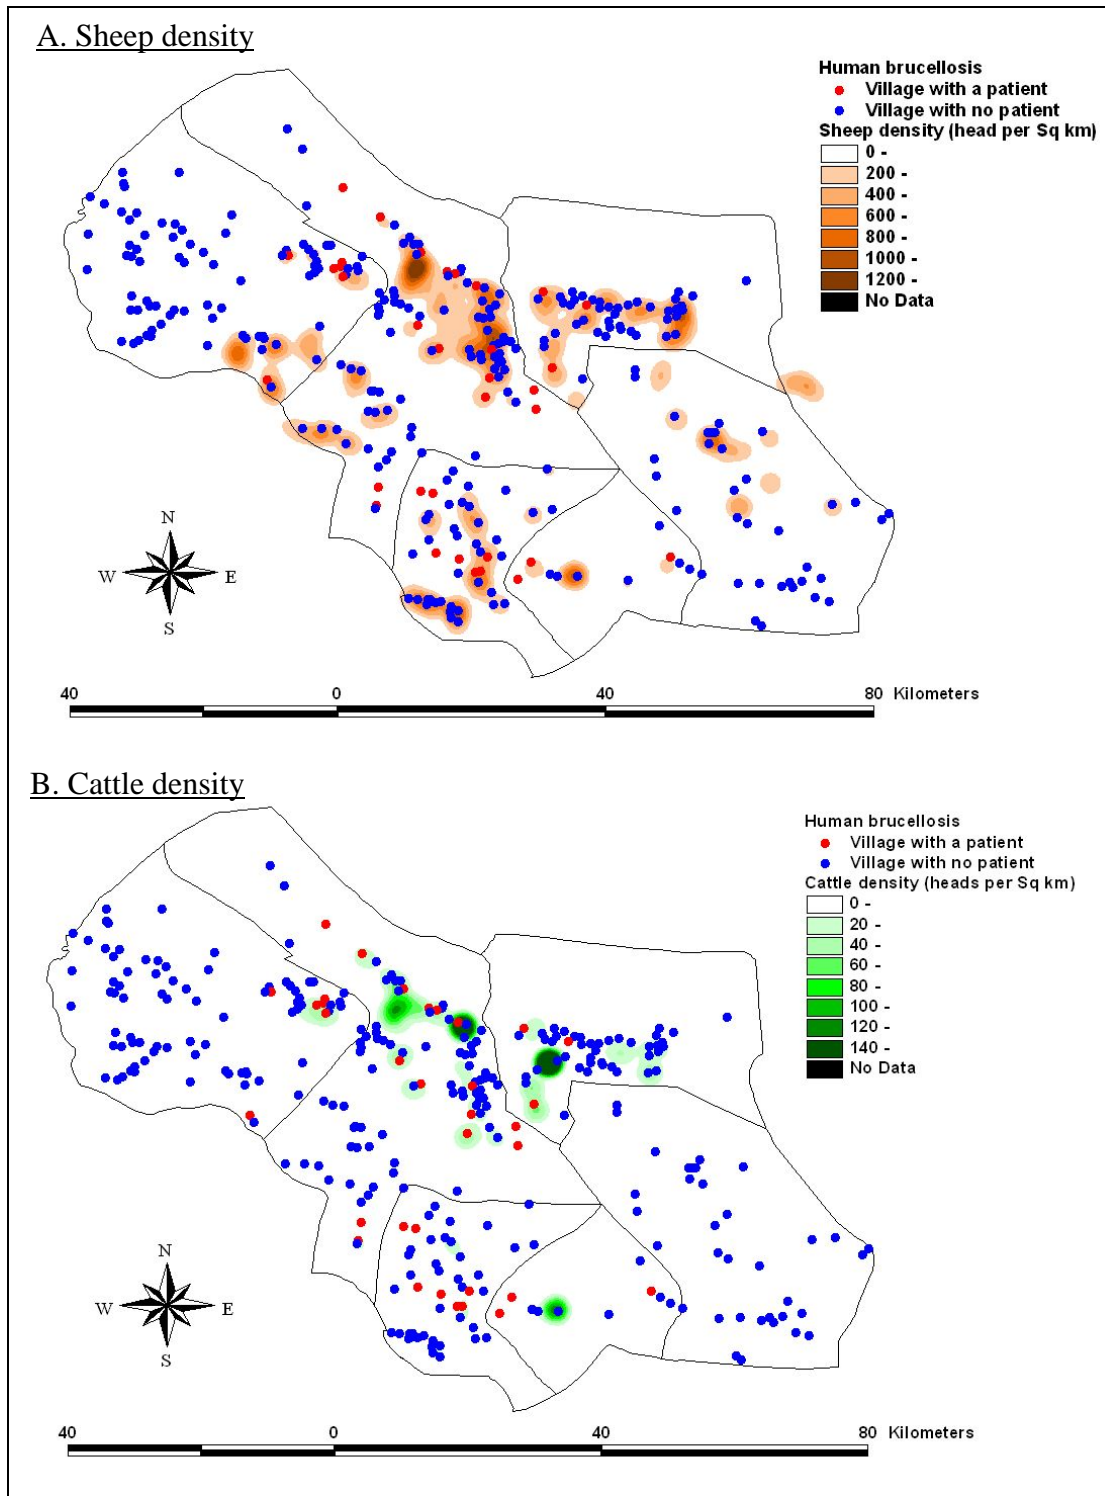 A. Sheep density
Human brucellosis
Village with a patient
Village with no patient
Sheep density (head per Sq km)
0 -
200 -
400 -
600 -
800 -
1000 -
1200 -
No Data
N
W E
S
40 0 40 80 Kilometers
B. Cattle density
Human brucellosis
Village with a patient
Village with no patient
Cattle density (heads per Sq km)
0 -
20 -
40 -
60 -
80 -
100 -
120 -
140 -
No Data
N
W E
S
40 0 40 80 Kilometers